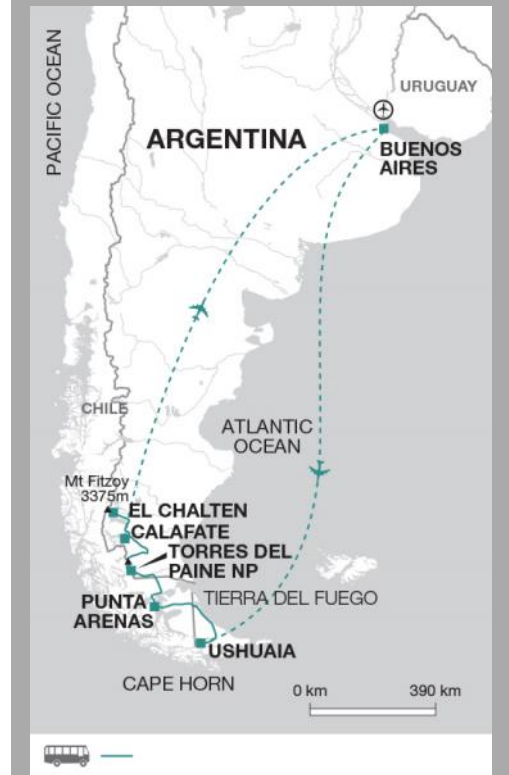 PACIFIC OCEAN
URUGUAY
ARGENTINA
BUENOS
AIRES
CHILE
ATLANTIC
OCEAN
Mt Fitzoy
3375m
EL CHALTEN
CALAFATE
TORRES DEL
PAINE NP
PUNTA
ARENAS
TIERRA DEL FUEGO
USHUAIA
CAPE HORN
0 km
390 km